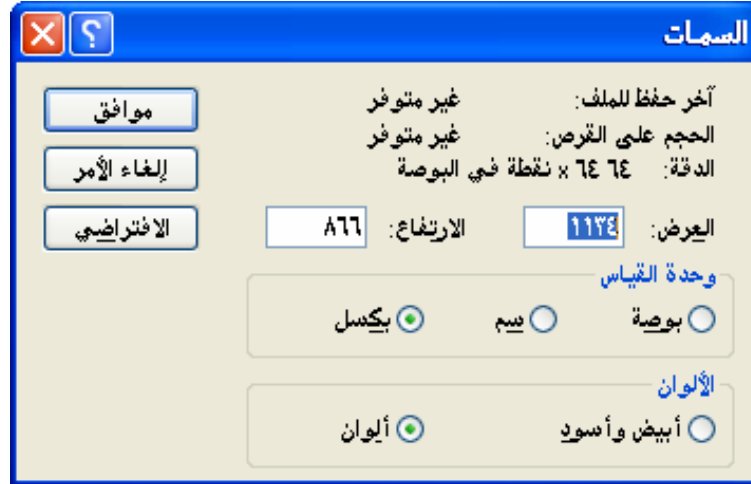 السمات
آخر حفظ للملف: غير متوفر
الحجم على القرص: غير متوفر
الدقة: ٦٤ x ٦٤ نقطة في البوصة
العرض: ١١٣٤ الارتفاع: ٨٦٦
وحدة القياس
بوصة سم بكسل
الألوان
أبيض وأسود ألوان
موافق
إلغاء الأمر
الافتراضي